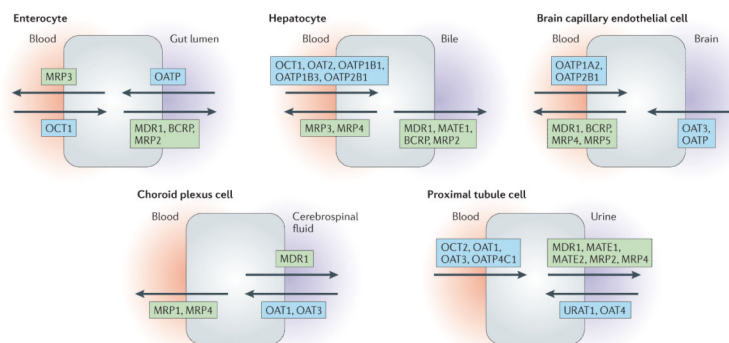 Enterocyte
Blood
Gut lumen
MRP3
OATP
OCT1
MDR1, BCRP,
MRP2
Hepatocyte
Blood
Bile
OCT1, OAT2, OATP1B1,
OATP1B3, OATP2B1
MRP3, MRP4
MDR1, MATE1,
BCRP, MRP2
Brain capillary endothelial cell
Blood
Brain
OATP1A2,
OATP2B1
MDR1, BCRP,
MRP4, MRP5
OAT3,
OATP
Choroid plexus cell
Blood
Cerebrospinal
fluid
MDR1
MRP1, MRP4
OAT1, OAT3
Proximal tubule cell
Blood
Urine
OCT2, OAT1,
OAT3, OATP4C1
MDR1, MATE1,
MATE2, MRP2, MRP4
URAT1, OAT4